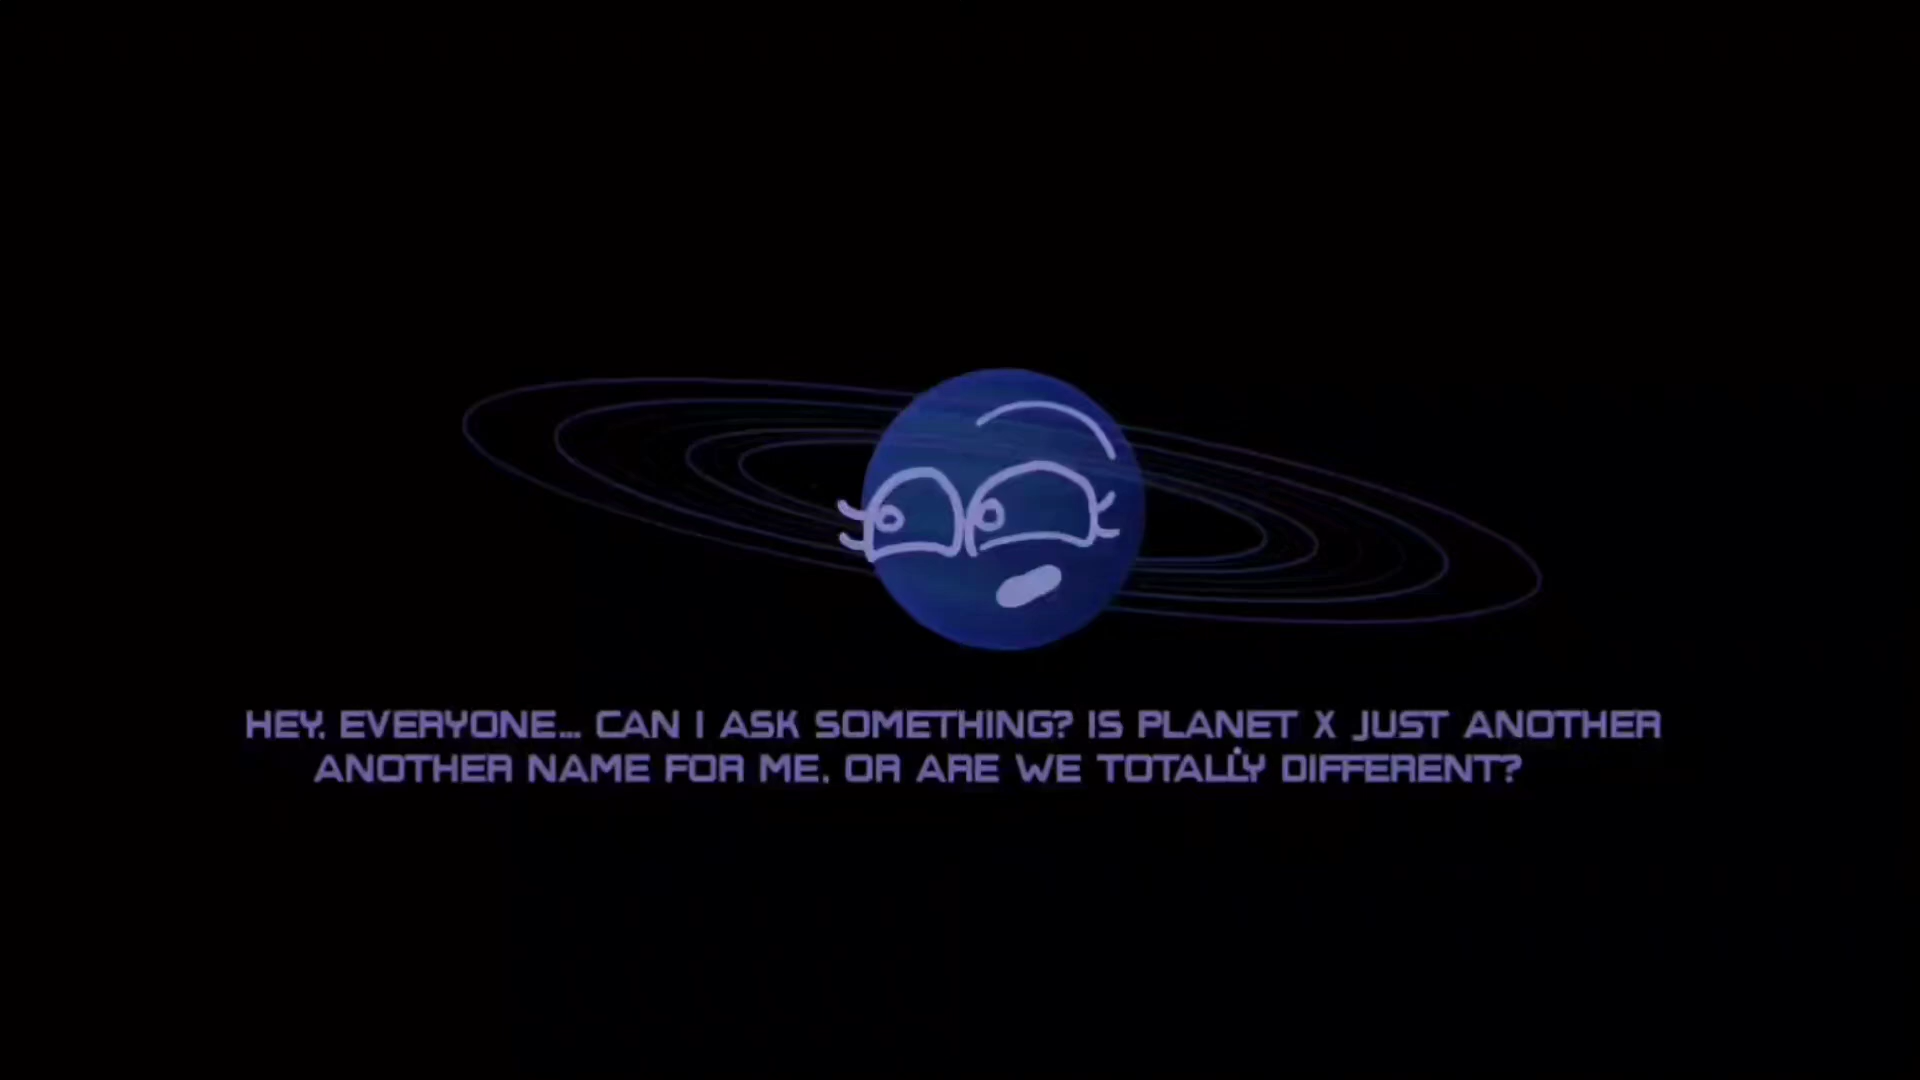 HEY, EVERYONE... CAN I ASK SOMETHING? IS PLANET X JUST ANOTHER
ANOTHER NAME FOR ME, OR ARE WE TOTALLY DIFFERENT?